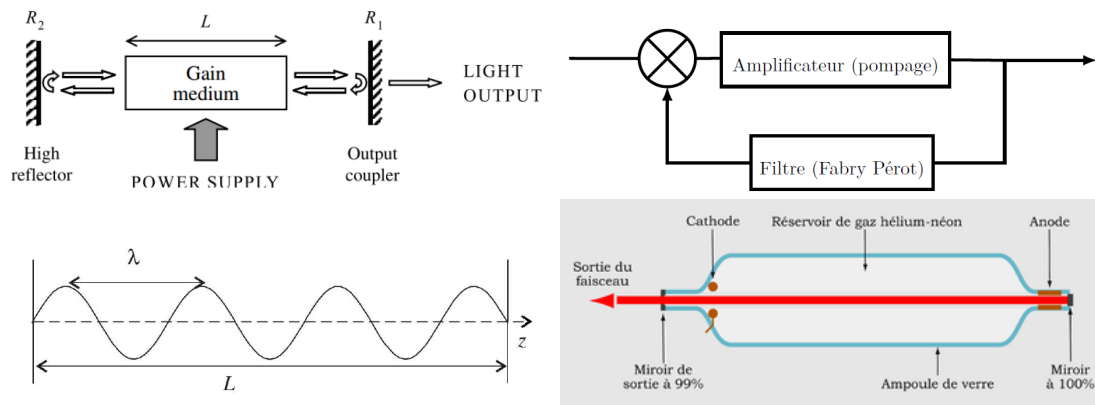 R₂
L
R₁
Gain
medium
LIGHT
OUTPUT
High
reflector
Output
coupler
POWER SUPPLY
Amplificateur (pompage)
Filtre (Fabry Pérot)
λ
z
L
Cathode
Réservoir de gaz hélium-néon
Anode
Sortie du
faisceau
Miroir de
sortie à 99%
Ampoule de verre
Miroir
à 100%